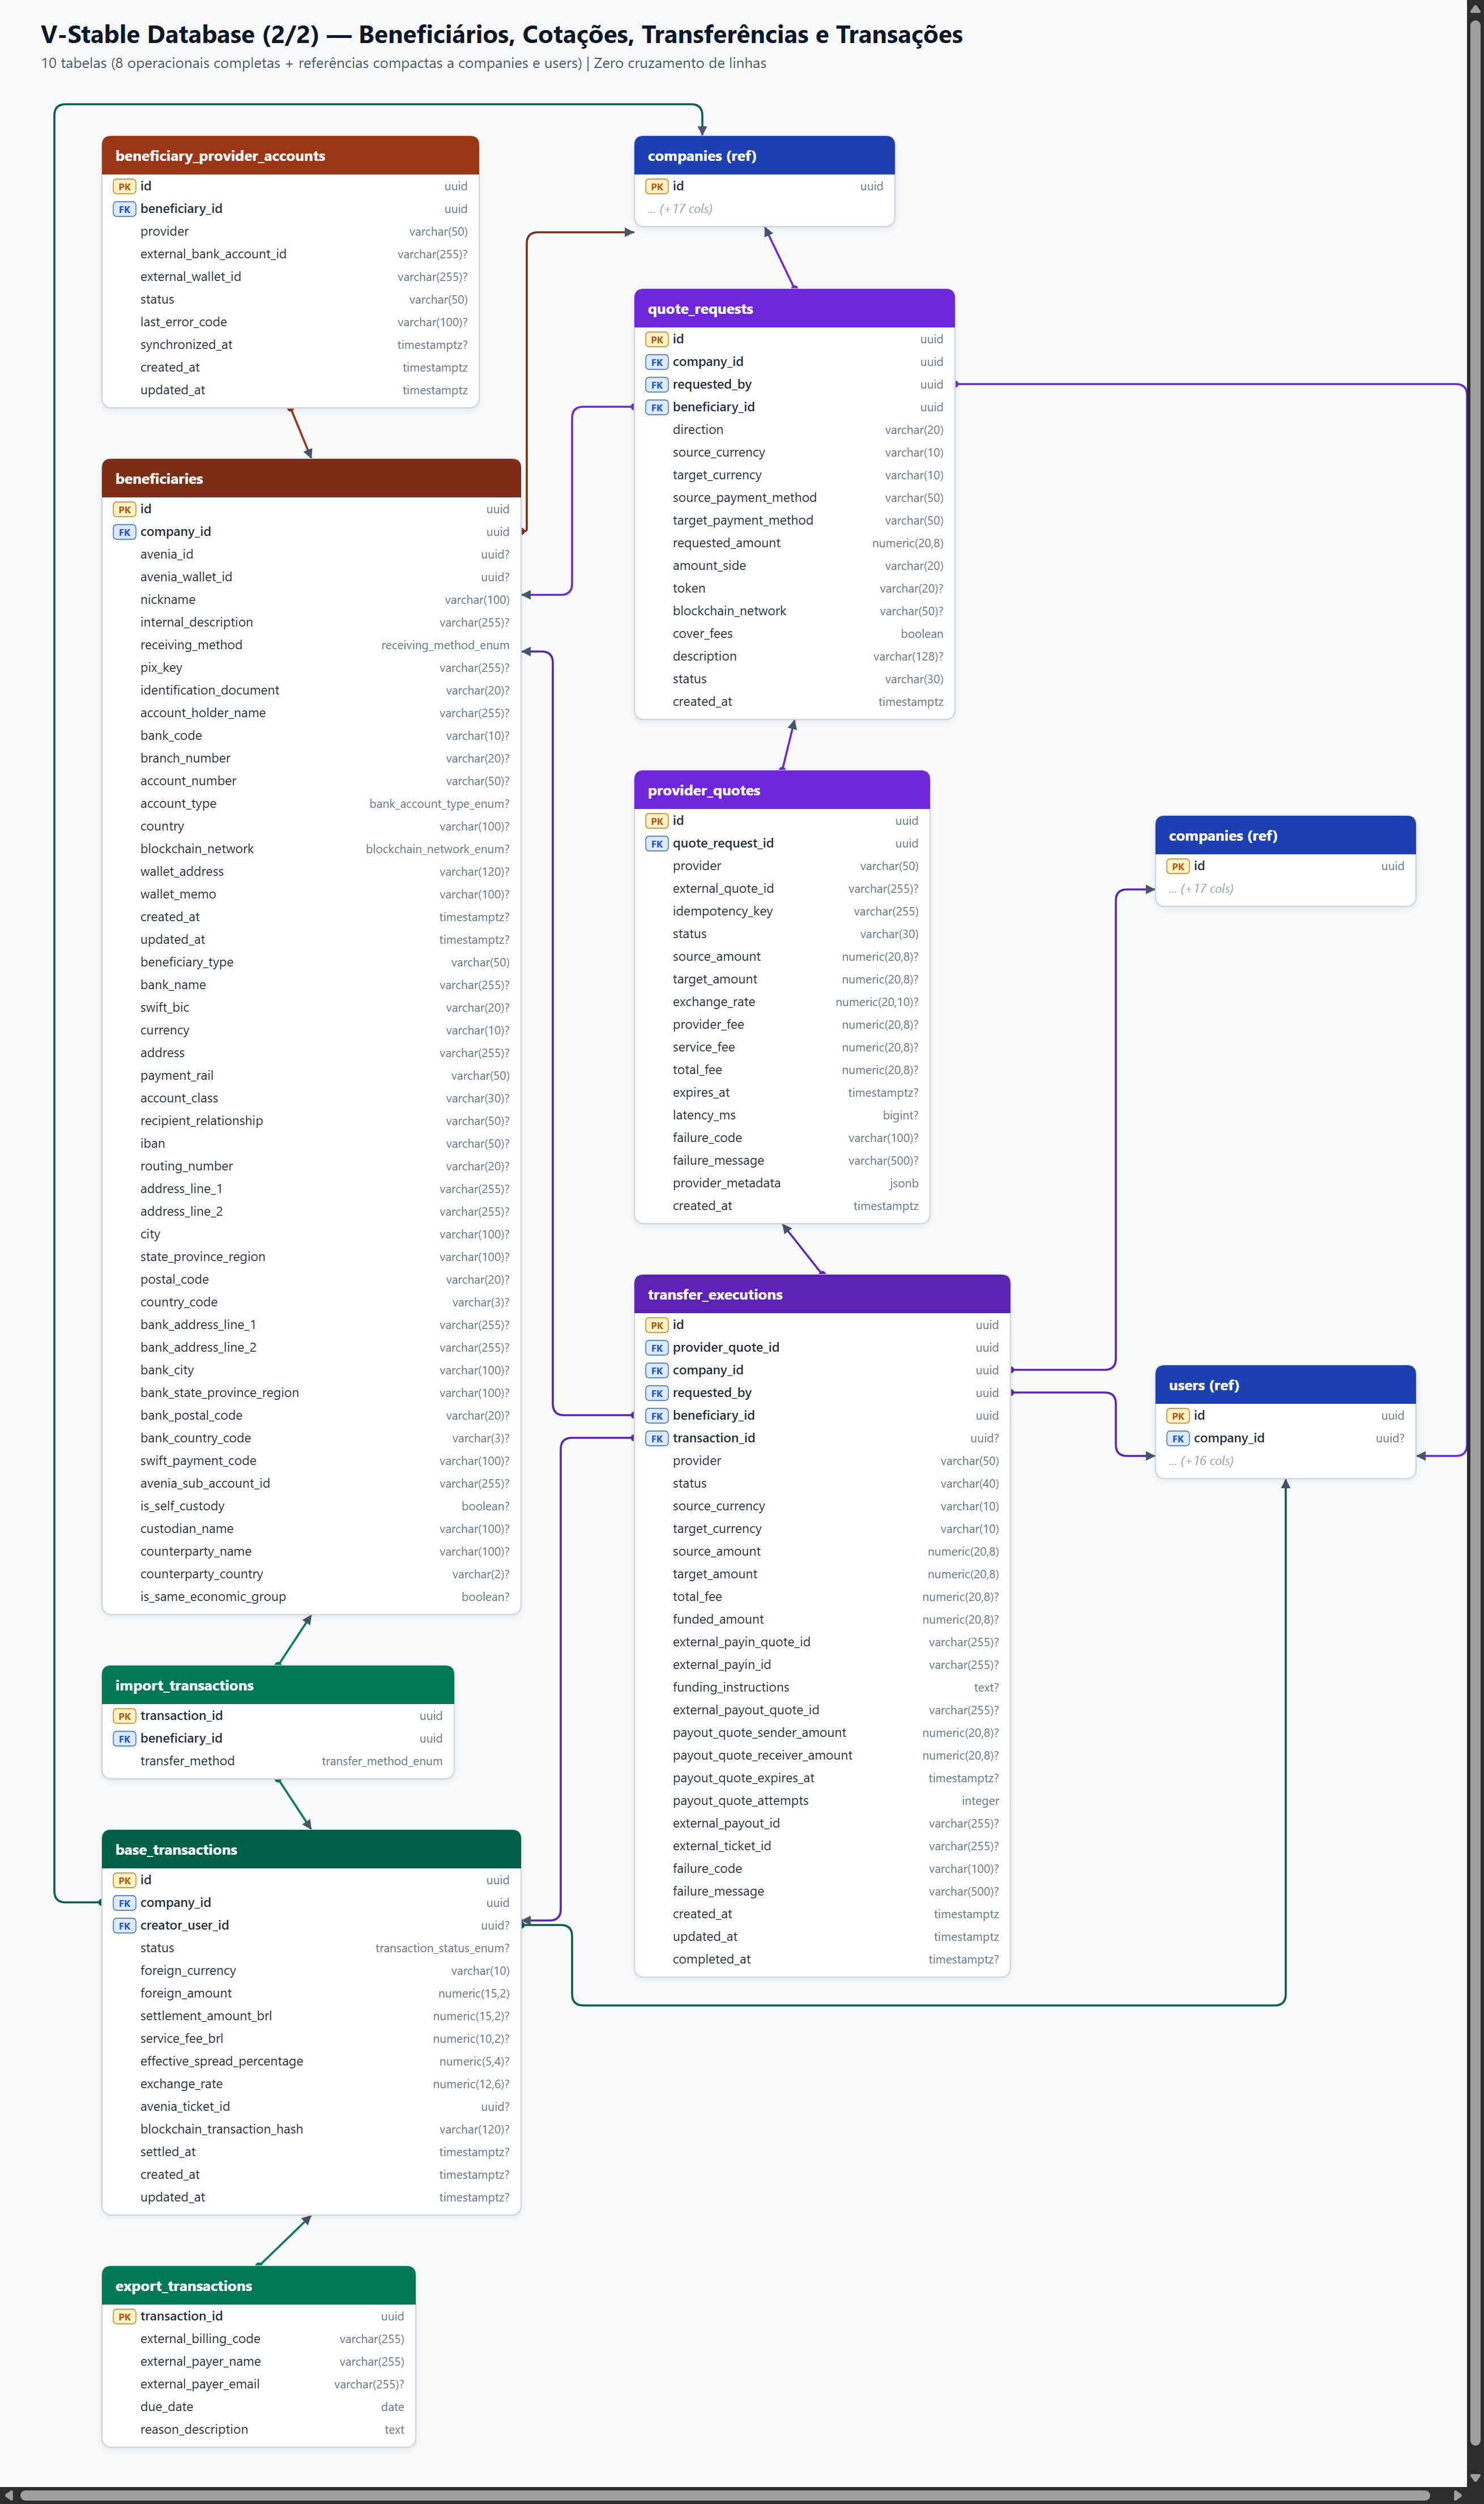 V-Stable Database (2/2) — Beneficiários, Cotações, Transferências e Transações
10 tabelas (8 operacionais completas + referências compactas a companies e users) | Zero cruzamento de linhas
beneficiary_provider_accounts
PK id uuid
FK beneficiary_id uuid
provider varchar(50)
external_bank_account_id varchar(255)?
external_wallet_id varchar(255)?
status varchar(50)
last_error_code varchar(100)?
synchronized_at timestamptz?
created_at timestamptz
updated_at timestamptz
beneficiaries
PK id uuid
FK company_id uuid
avenia_id uuid?
avenia_wallet_id uuid?
nickname varchar(100)
internal_description varchar(255)?
receiving_method receiving_method_enum
pix_key varchar(255)?
identification_document varchar(20)?
account_holder_name varchar(255)?
bank_code varchar(10)?
branch_number varchar(20)?
account_number varchar(50)?
account_type bank_account_type_enum?
country varchar(100)?
blockchain_network blockchain_network_enum?
wallet_address varchar(120)?
wallet_memo varchar(100)?
created_at timestamptz?
updated_at timestamptz?
beneficiary_type varchar(50)
bank_name varchar(255)?
swift_bic varchar(20)?
currency varchar(10)?
address varchar(255)?
payment_rail varchar(50)
account_class varchar(30)?
recipient_relationship varchar(50)?
iban varchar(50)?
routing_number varchar(20)?
address_line_1 varchar(255)?
address_line_2 varchar(255)?
city varchar(100)?
state_province_region varchar(100)?
postal_code varchar(20)?
country_code varchar(3)?
bank_address_line_1 varchar(255)?
bank_address_line_2 varchar(255)?
bank_city varchar(100)?
bank_state_province_region varchar(100)?
bank_postal_code varchar(20)?
bank_country_code varchar(3)?
swift_payment_code varchar(100)?
avenia_sub_account_id varchar(255)?
is_self_custody boolean?
custodian_name varchar(100)?
counterparty_name varchar(100)?
counterparty_country varchar(2)?
is_same_economic_group boolean?
import_transactions
PK transaction_id uuid
FK beneficiary_id uuid
transfer_method transfer_method_enum
base_transactions
PK id uuid
FK company_id uuid
FK creator_user_id uuid?
status transaction_status_enum?
foreign_currency varchar(10)
foreign_amount numeric(15,2)
settlement_amount_brl numeric(15,2)?
service_fee_brl numeric(10,2)?
effective_spread_percentage numeric(5,4)?
exchange_rate numeric(12,6)?
avenia_ticket_id uuid?
blockchain_transaction_hash varchar(120)?
settled_at timestamptz?
created_at timestamptz?
updated_at timestamptz?
export_transactions
PK transaction_id uuid
external_billing_code varchar(255)
external_payer_name varchar(255)
external_payer_email varchar(255)?
due_date date
reason_description text
companies (ref)
PK id uuid
... (+17 cols)
quote_requests
PK id uuid
FK company_id uuid
FK requested_by uuid
FK beneficiary_id uuid
direction varchar(20)
source_currency varchar(10)
target_currency varchar(10)
source_payment_method varchar(50)
target_payment_method varchar(50)
requested_amount numeric(20,8)
amount_side varchar(20)
token varchar(20)?
blockchain_network varchar(50)?
cover_fees boolean
description varchar(128)?
status varchar(30)
created_at timestamptz
provider_quotes
PK id uuid
FK quote_request_id uuid
provider varchar(50)
external_quote_id varchar(255)?
idempotency_key varchar(255)
status varchar(30)
source_amount numeric(20,8)?
target_amount numeric(20,8)?
exchange_rate numeric(20,10)?
provider_fee numeric(20,8)?
service_fee numeric(20,8)?
total_fee numeric(20,8)?
expires_at timestamptz?
latency_ms bigint?
failure_code varchar(100)?
failure_message varchar(500)?
provider_metadata jsonb
created_at timestamptz
transfer_executions
PK id uuid
FK provider_quote_id uuid
FK company_id uuid
FK requested_by uuid
FK beneficiary_id uuid
FK transaction_id uuid?
provider varchar(50)
status varchar(40)
source_currency varchar(10)
target_currency varchar(10)
source_amount numeric(20,8)
target_amount numeric(20,8)
total_fee numeric(20,8)?
funded_amount numeric(20,8)?
external_payin_quote_id varchar(255)?
external_payin_id varchar(255)?
funding_instructions text?
external_payout_quote_id varchar(255)?
payout_quote_sender_amount numeric(20,8)?
payout_quote_receiver_amount numeric(20,8)?
payout_quote_expires_at timestamptz?
payout_quote_attempts integer
external_payout_id varchar(255)?
external_ticket_id varchar(255)?
failure_code varchar(100)?
failure_message varchar(500)?
created_at timestamptz
updated_at timestamptz
completed_at timestamptz?
companies (ref)
PK id uuid
... (+17 cols)
users (ref)
PK id uuid
FK company_id uuid?
... (+16 cols)